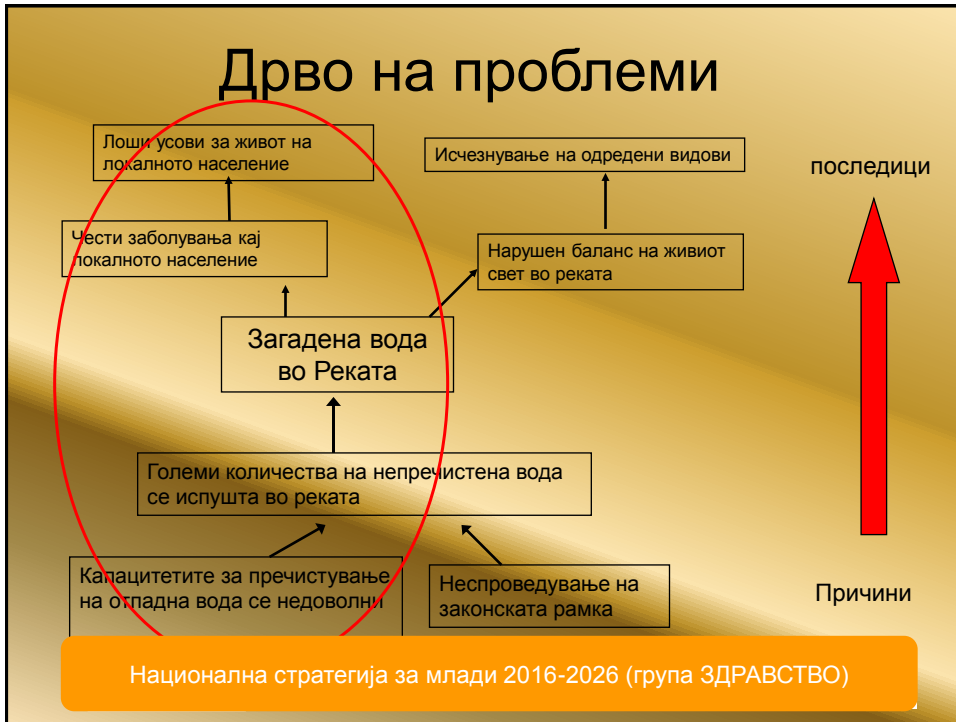 Дрво на проблеми
Лоши усови за живот на
локалното население
Исчезнување на одредени видови
последици
Чести заболувања кај
локалното население
Нарушен баланс на живиот
свет во реката
Загадена вода
во Реката
Големи количества на непречистена вода
се испушта во реката
Капацитетите за пречистување
на отпадна вода се недоволни
Неспроведување на
законската рамка
Причини
Национална стратегија за млади 2016-2026 (група ЗДРАВСТВО)